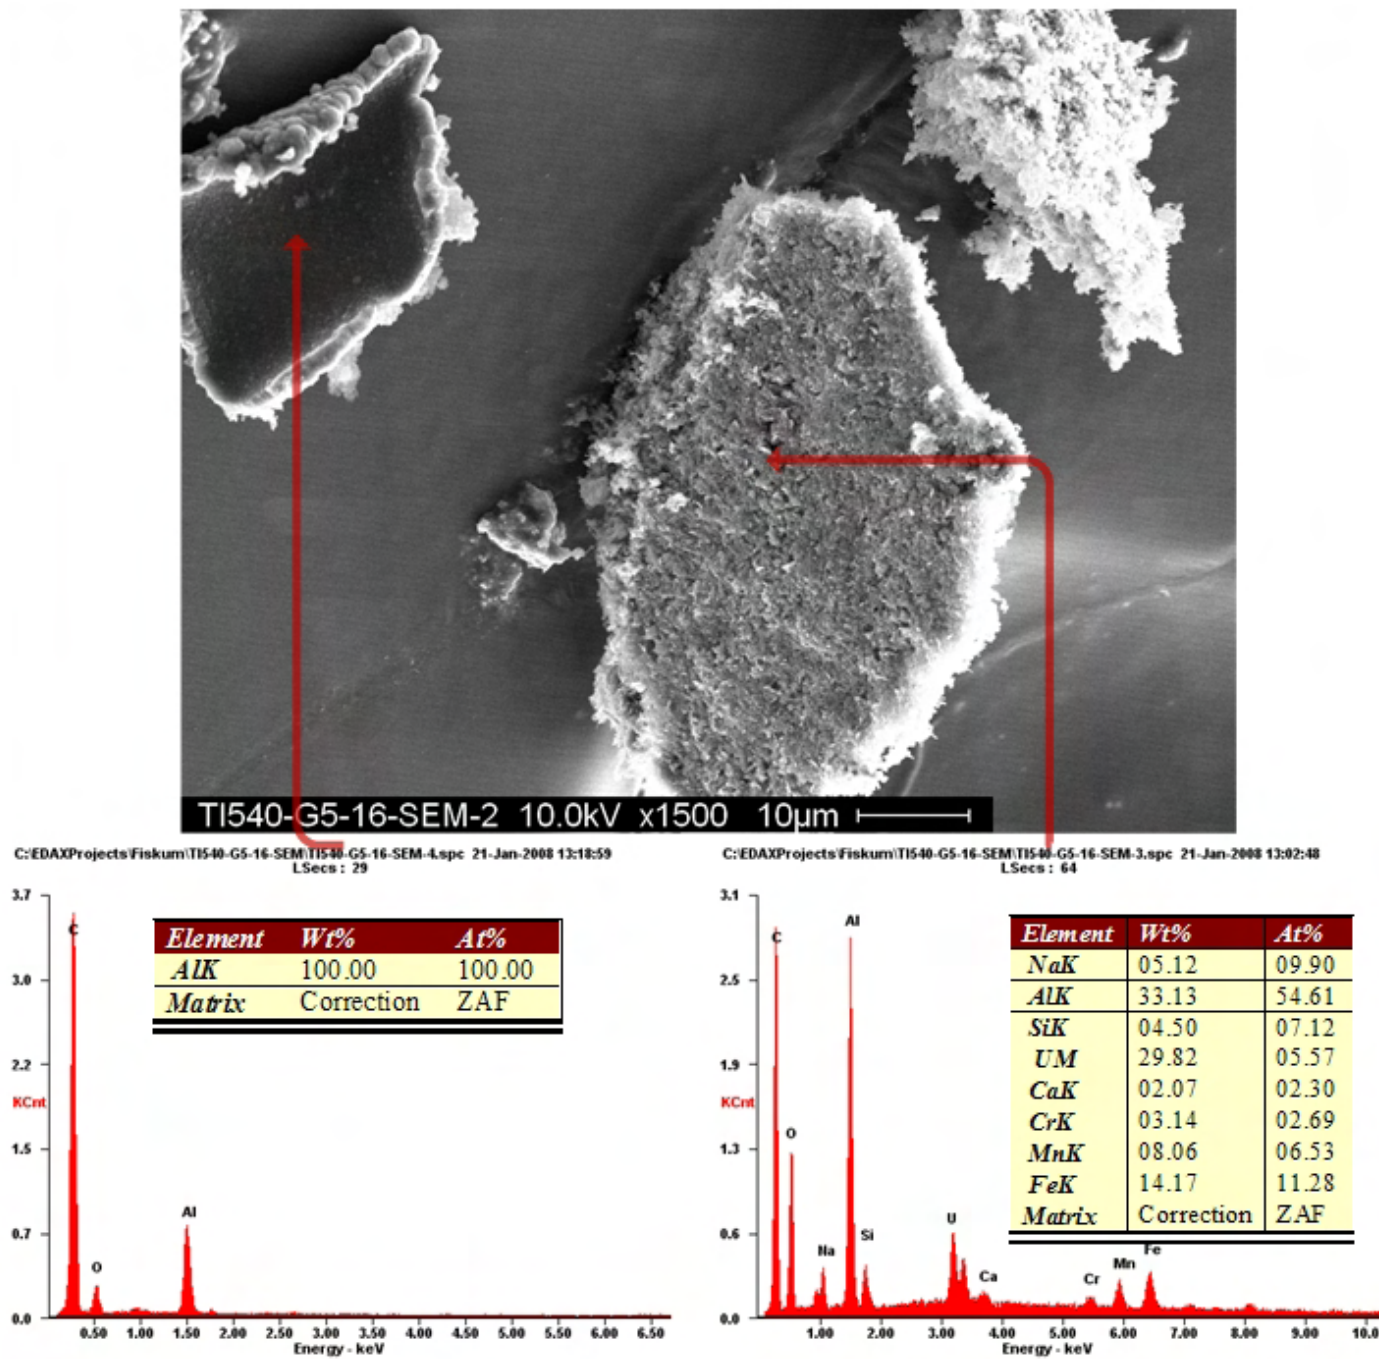 TI540-G5-16-SEM-2 10.0kV x1500 10µm
C:\EDAXProjects\Fiskum\TI540-G5-16-SEM\TI540-G5-16-SEM-4.spc 21-Jan-2008 13:18:59
LSecs : 29
3.7
3.0
2.2
KCnt
1.5
0.7
0.0
C
O
Al
Element Wt% At%
AlK 100.00 100.00
Matrix Correction ZAF
0.50 1.00 1.50 2.00 2.50 3.00 3.50 4.00 4.50 5.00 5.50 6.00 6.50
Energy - keV
C:\EDAXProjects\Fiskum\TI540-G5-16-SEM\TI540-G5-16-SEM-3.spc 21-Jan-2008 13:02:48
LSecs : 64
3.1
2.5
1.9
KCnt
1.3
0.6
0.0
C
O
Na
Al
Si
U
Ca
Cr
Mn
Fe
Element Wt% At%
NaK 05.12 09.90
AlK 33.13 54.61
SiK 04.50 07.12
UM 29.82 05.57
CaK 02.07 02.30
CrK 03.14 02.69
MnK 08.06 06.53
FeK 14.17 11.28
Matrix Correction ZAF
1.00 2.00 3.00 4.00 5.00 6.00 7.00 8.00 9.00 10.0
Energy - keV